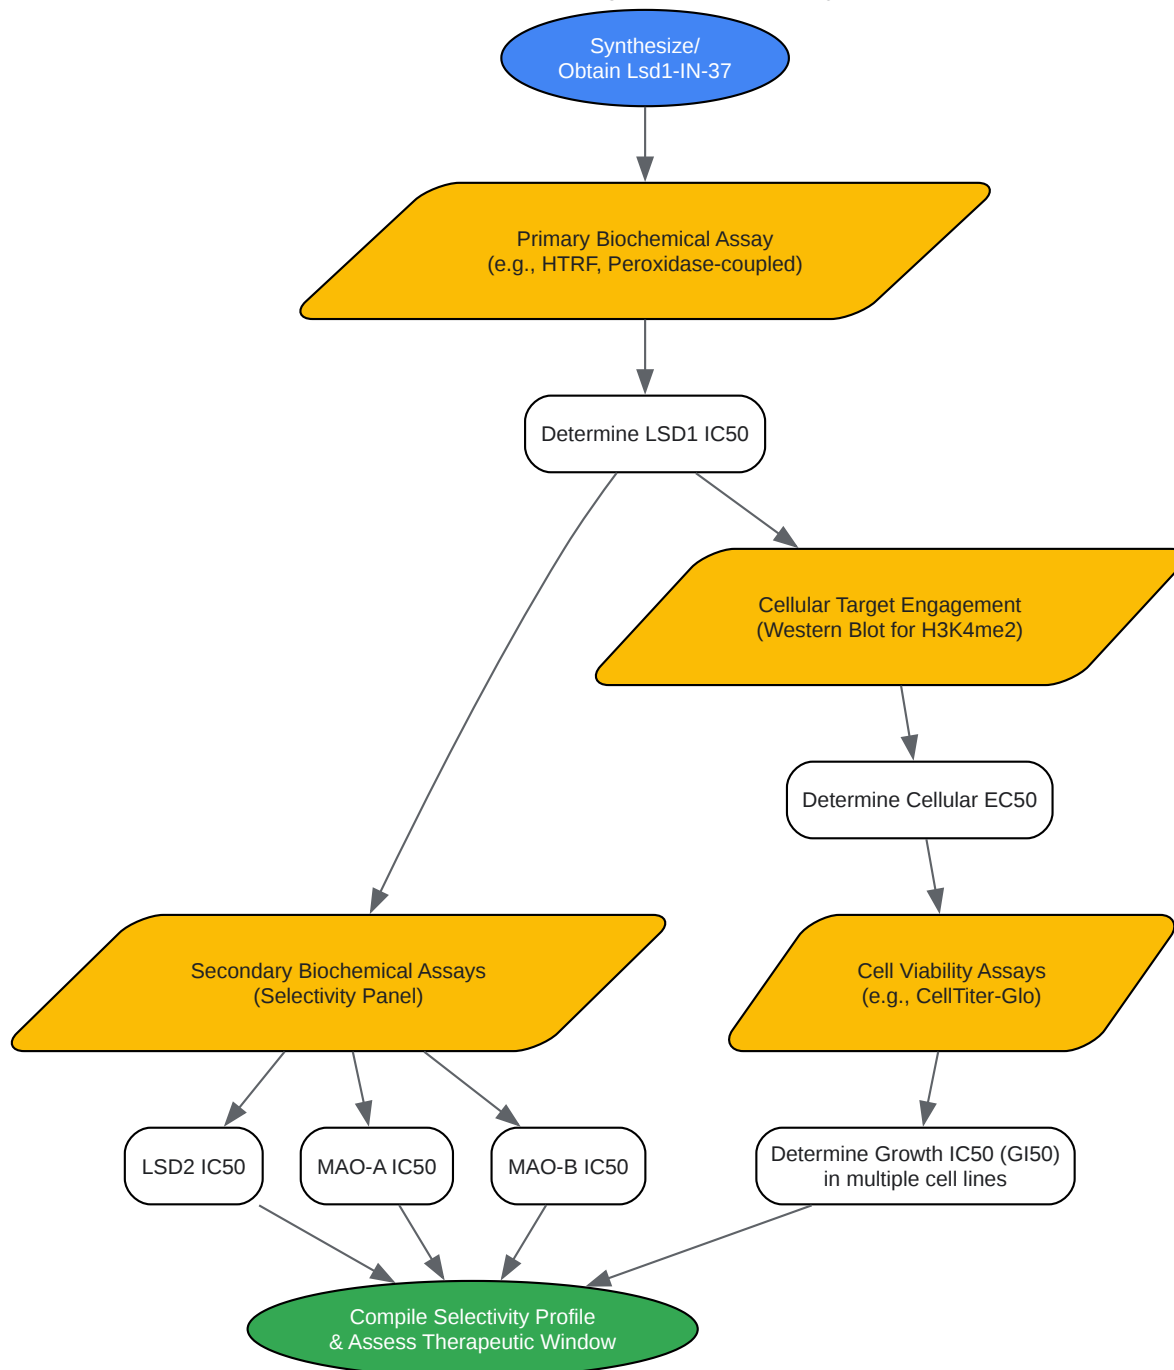 Synthesize/
Obtain Lsd1-IN-37
Primary Biochemical Assay
(e.g., HTRF, Peroxidase-coupled)
Determine LSD1 IC50
Cellular Target Engagement
(Western Blot for H3K4me2)
Determine Cellular EC50
Secondary Biochemical Assays
(Selectivity Panel)
Cell Viability Assays
(e.g., CellTiter-Glo)
LSD2 IC50
MAO-A IC50
MAO-B IC50
Determine Growth IC50 (GI50)
in multiple cell lines
Compile Selectivity Profile
& Assess Therapeutic Window